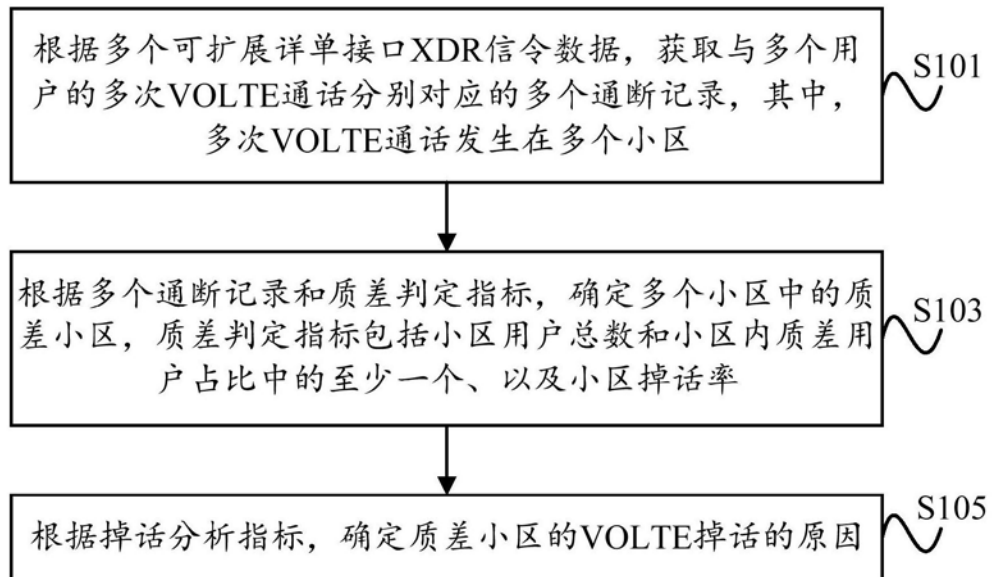 根据多个可扩展详单接口XDR信令数据，获取与多个用
户的多次VOLTE通话分别对应的多个通断记录，其中，
多次VOLTE通话发生在多个小区
S101
根据多个通断记录和质差判定指标，确定多个小区中的质
差小区，质差判定指标包括小区用户总数和小区内质差用
户占比中的至少一个、以及小区掉话率
S103
根据掉话分析指标，确定质差小区的VOLTE掉话的原因
S105